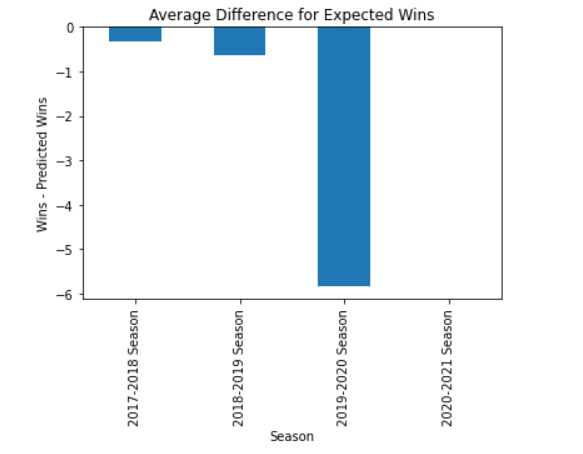 Average Difference for Expected Wins
0
−1
−2
−3
−4
−5
−6
Wins - Predicted Wins
2017-2018 Season
2018-2019 Season
2019-2020 Season
2020-2021 Season
Season